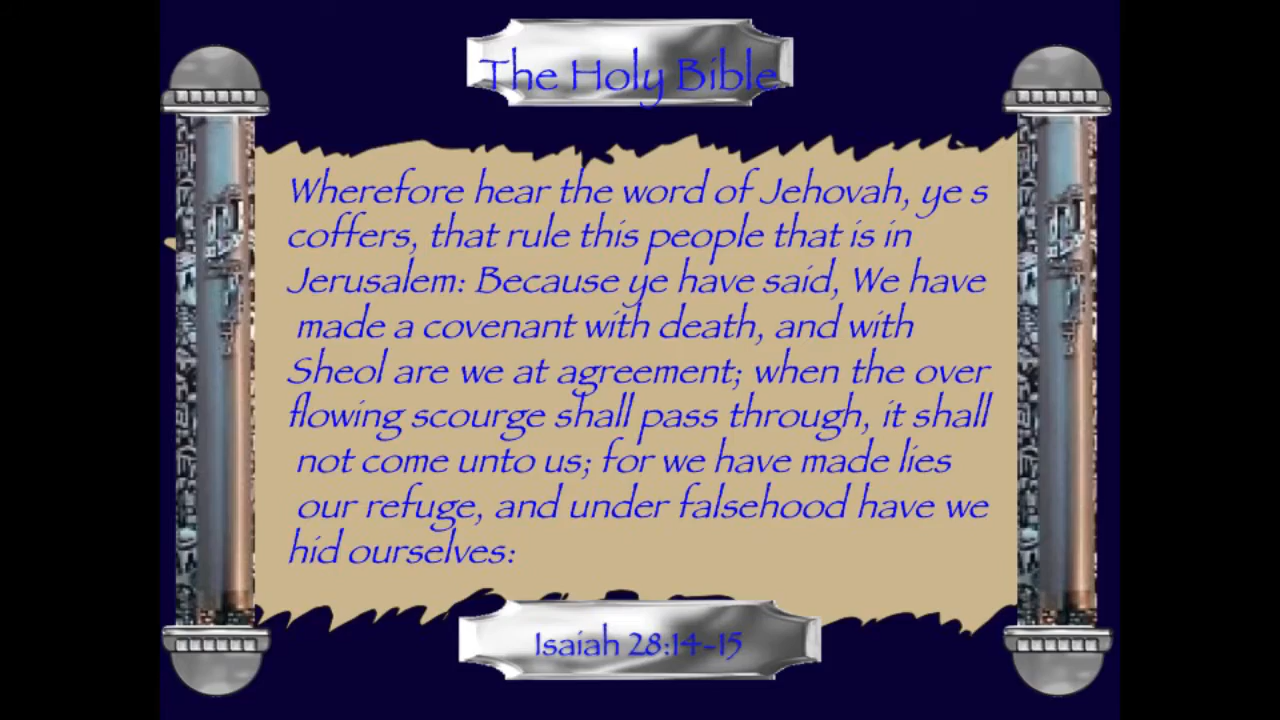 The Holy Bible
Wherefore hear the word of Jehovah, ye s
coffers, that rule this people that is in
Jerusalem: Because ye have said, We have
made a covenant with death, and with
Sheol are we at agreement; when the over
flowing scourge shall pass through, it shall
not come unto us; for we have made lies
our refuge, and under falsehood have we
hid ourselves:
Isaiah 28:14-15